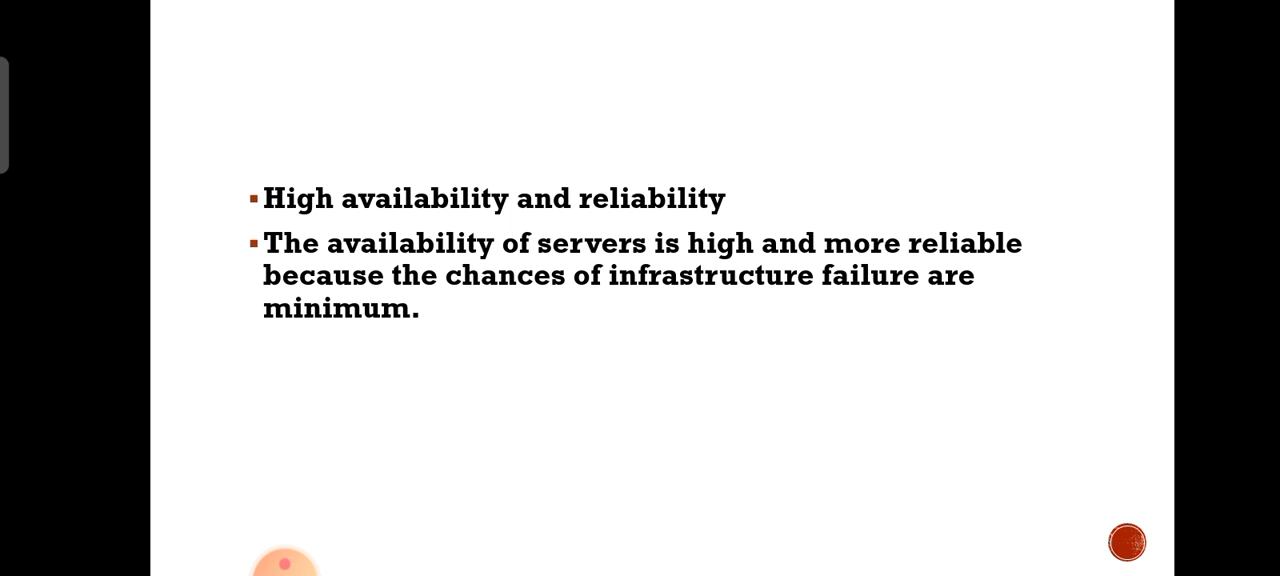 High availability and reliability
The availability of servers is high and more reliable
because the chances of infrastructure failure are
minimum.